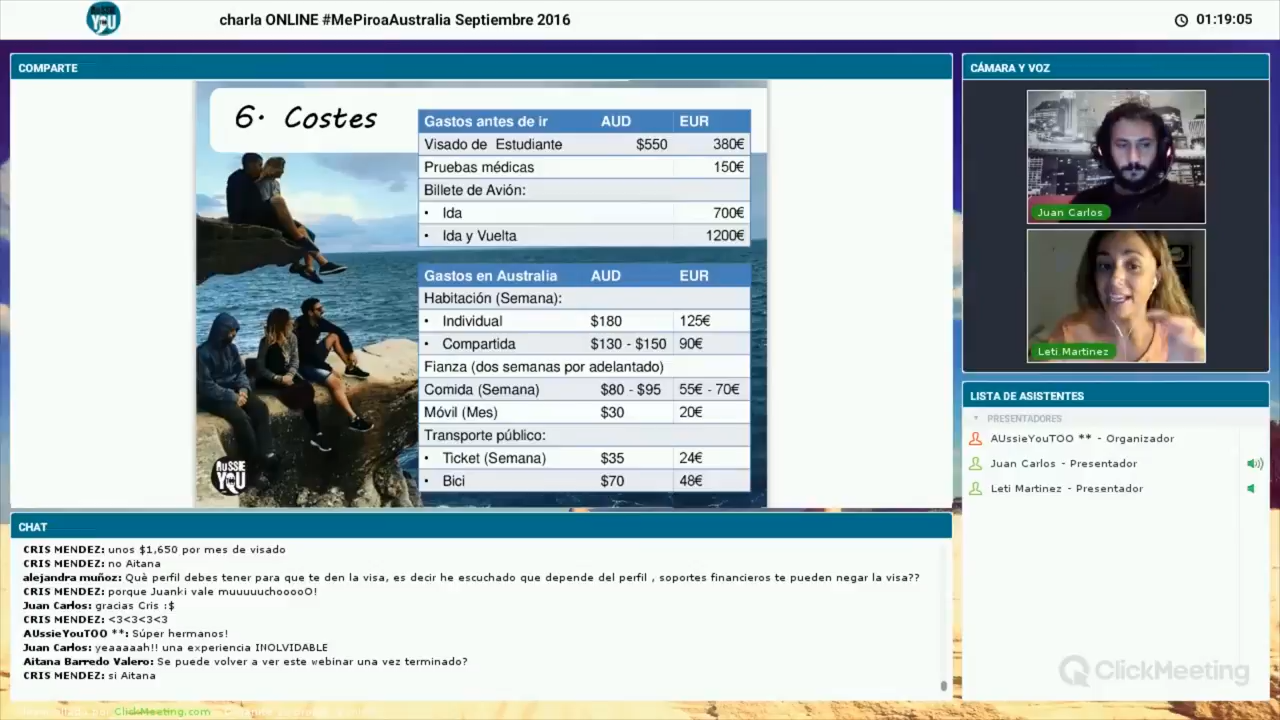 AUSSIE
YOU
TOO
charla ONLINE #MePiroaAustralia Septiembre 2016
01:19:05
COMPARTE
6. Costes
Gastos antes de ir AUD EUR
Visado de Estudiante $550 380€
Pruebas médicas 150€
Billete de Avión:
• Ida 700€
• Ida y Vuelta 1200€
Gastos en Australia AUD EUR
Habitación (Semana):
• Individual $180 125€
• Compartida $130 - $150 90€
Fianza (dos semanas por adelantado)
Comida (Semana) $80 - $95 55€ - 70€
Móvil (Mes) $30 20€
Transporte público:
• Ticket (Semana) $35 24€
• Bici $70 48€
AUSSIE
YOU
CÁMARA Y VOZ
Juan Carlos
Leti Martinez
LISTA DE ASISTENTES
PRESENTADORES
AUssieYouTOO ** - Organizador
Juan Carlos - Presentador
Leti Martinez - Presentador
CHAT
CRIS MENDEZ: unos $1,650 por mes de visado
CRIS MENDEZ: no Aitana
alejandra muñoz: Què perfil debes tener para que te den la visa, es decir he escuchado que depende del perfil , soportes financieros te pueden negar la visa??
CRIS MENDEZ: porque Juanki vale muuuuuchooooO!
Juan Carlos: gracias Cris :$
CRIS MENDEZ: <3<3<3<3
AUssieYouTOO **: Súper hermanos!
Juan Carlos: yeaaaaah!! una experiencia INOLVIDABLE
Aitana Barredo Valero: Se puede volver a ver este webinar una vez terminado?
CRIS MENDEZ: si Aitana
ClickMeeting
ClickMeeting.com